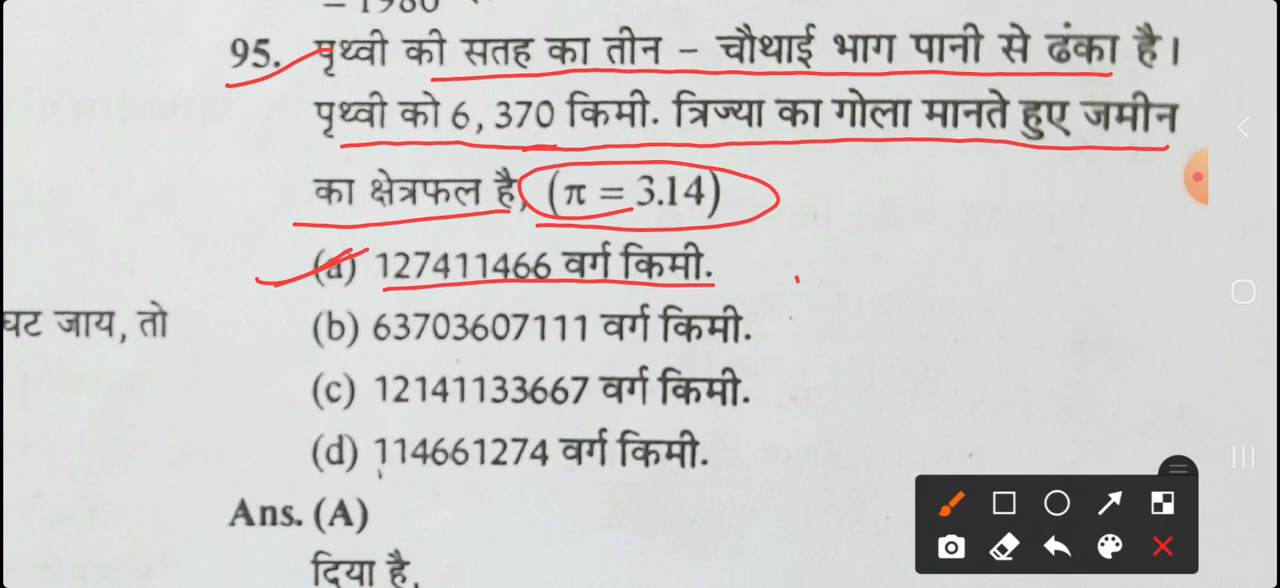 = 1980
95. पृथ्वी की सतह का तीन - चौथाई भाग पानी से ढंका है।
पृथ्वी को 6, 370 किमी. त्रिज्या का गोला मानते हुए जमीन
का क्षेत्रफल है, (π = 3.14)
(a) 127411466 वर्ग किमी.
घट जाय, तो
(b) 63703607111 वर्ग किमी.
(c) 12141133667 वर्ग किमी.
(d) 114661274 वर्ग किमी.
Ans. (A)
दिया है,